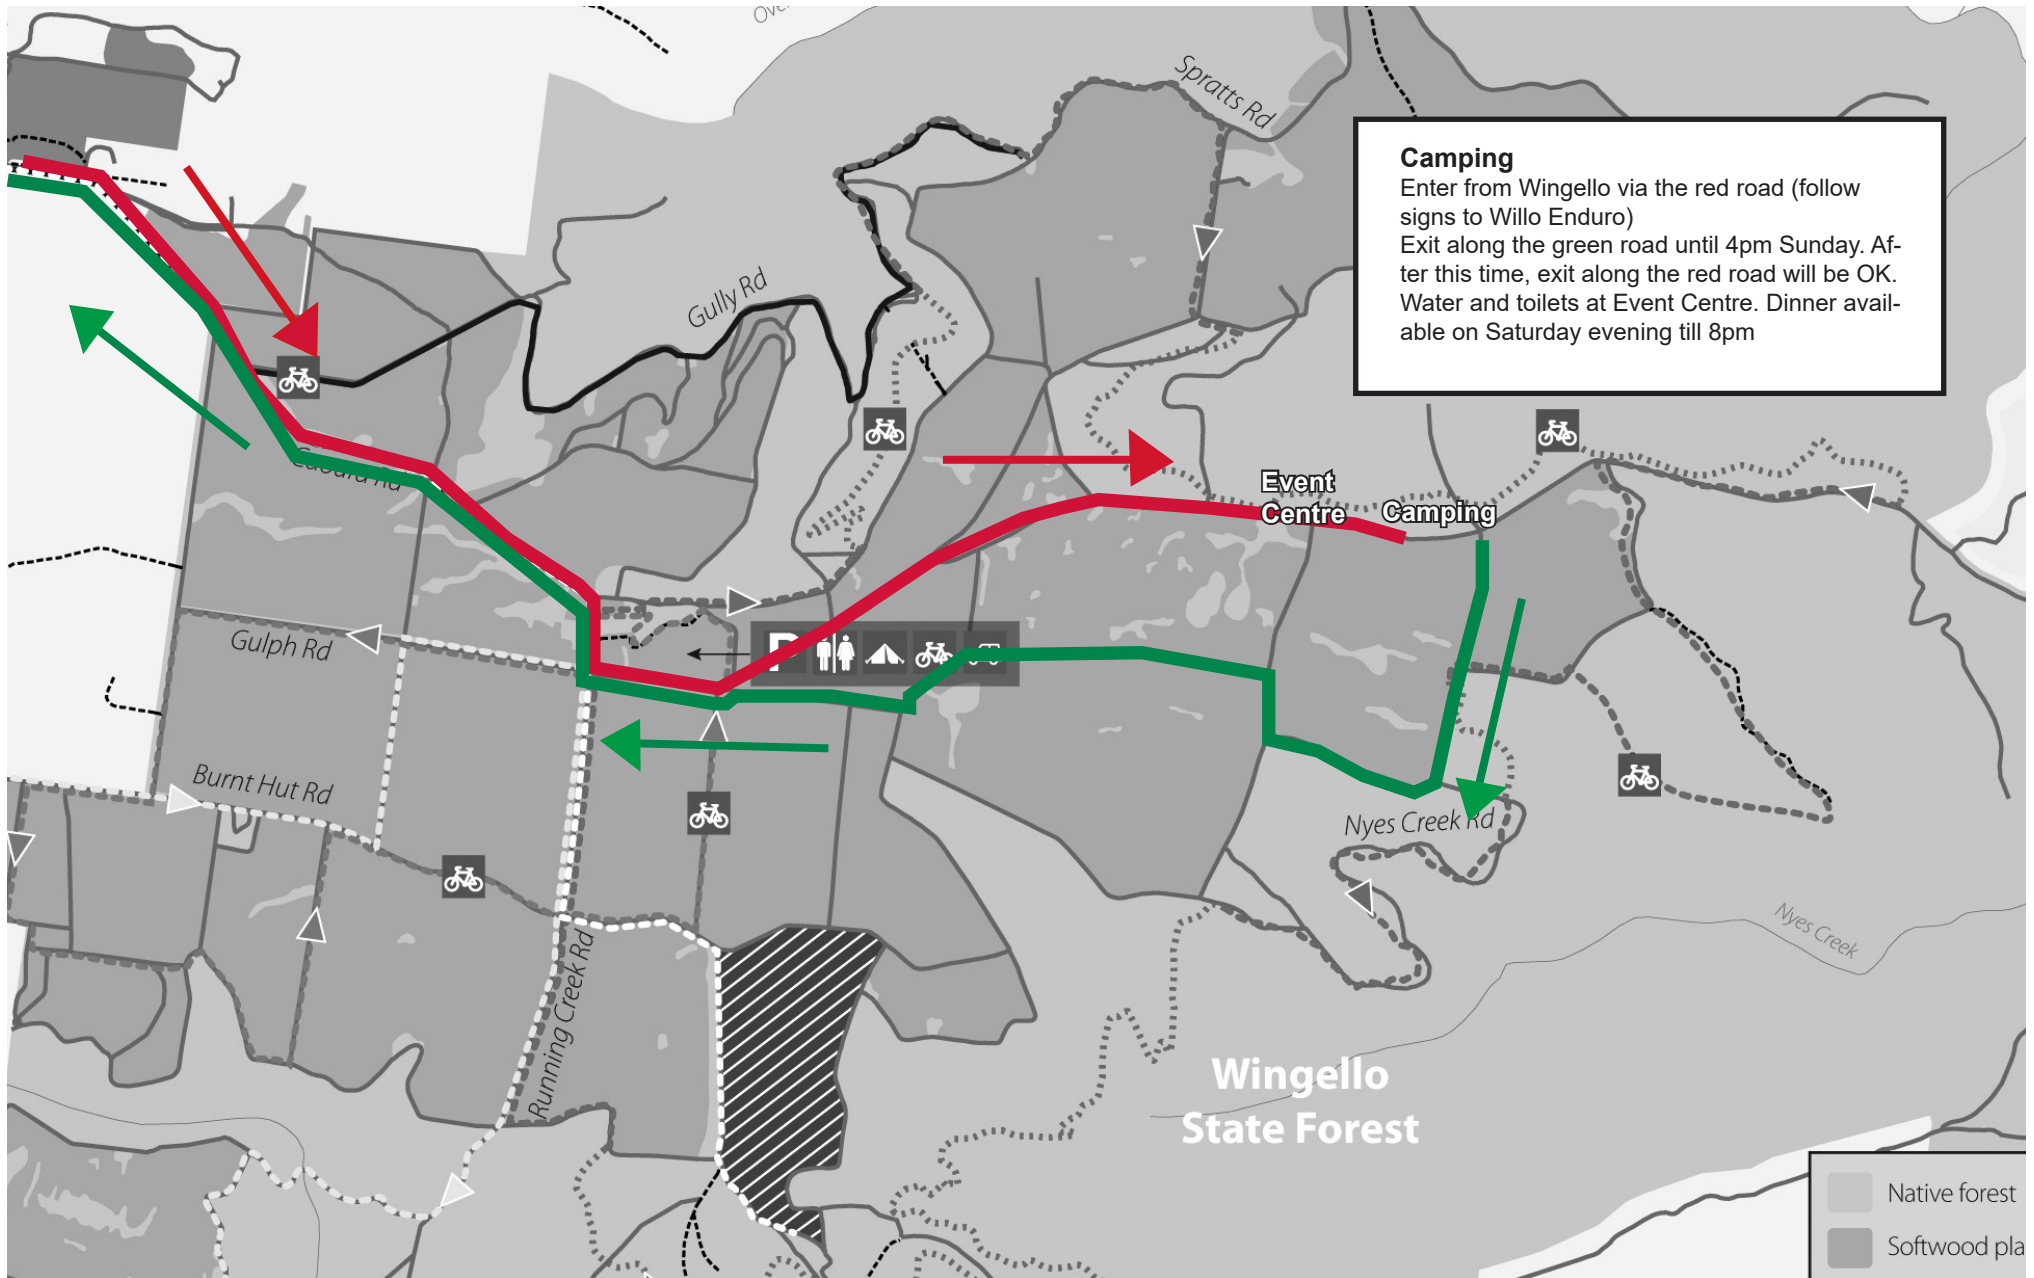 Spratts Rd
Camping
Enter from Wingello via the red road (follow
signs to Willo Enduro)
Exit along the green road until 4pm Sunday. Af-
ter this time, exit along the red road will be OK.
Water and toilets at Event Centre. Dinner avail-
able on Saturday evening till 8pm
Gully Rd
Event
Centre
Camping
Gulph Rd
P
Burnt Hut Rd
Nyes Creek Rd
Nyes Creek
Running Creek Rd
Wingello
State Forest
Native forest
Softwood pla